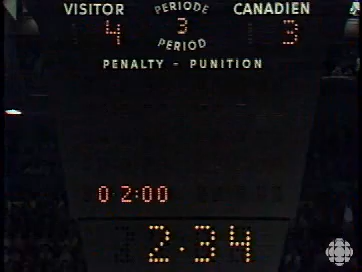 VISITOR PERIODE CANADIEN
4 3 3
PERIOD
PENALTY - PUNITION
0 2:00
2:34